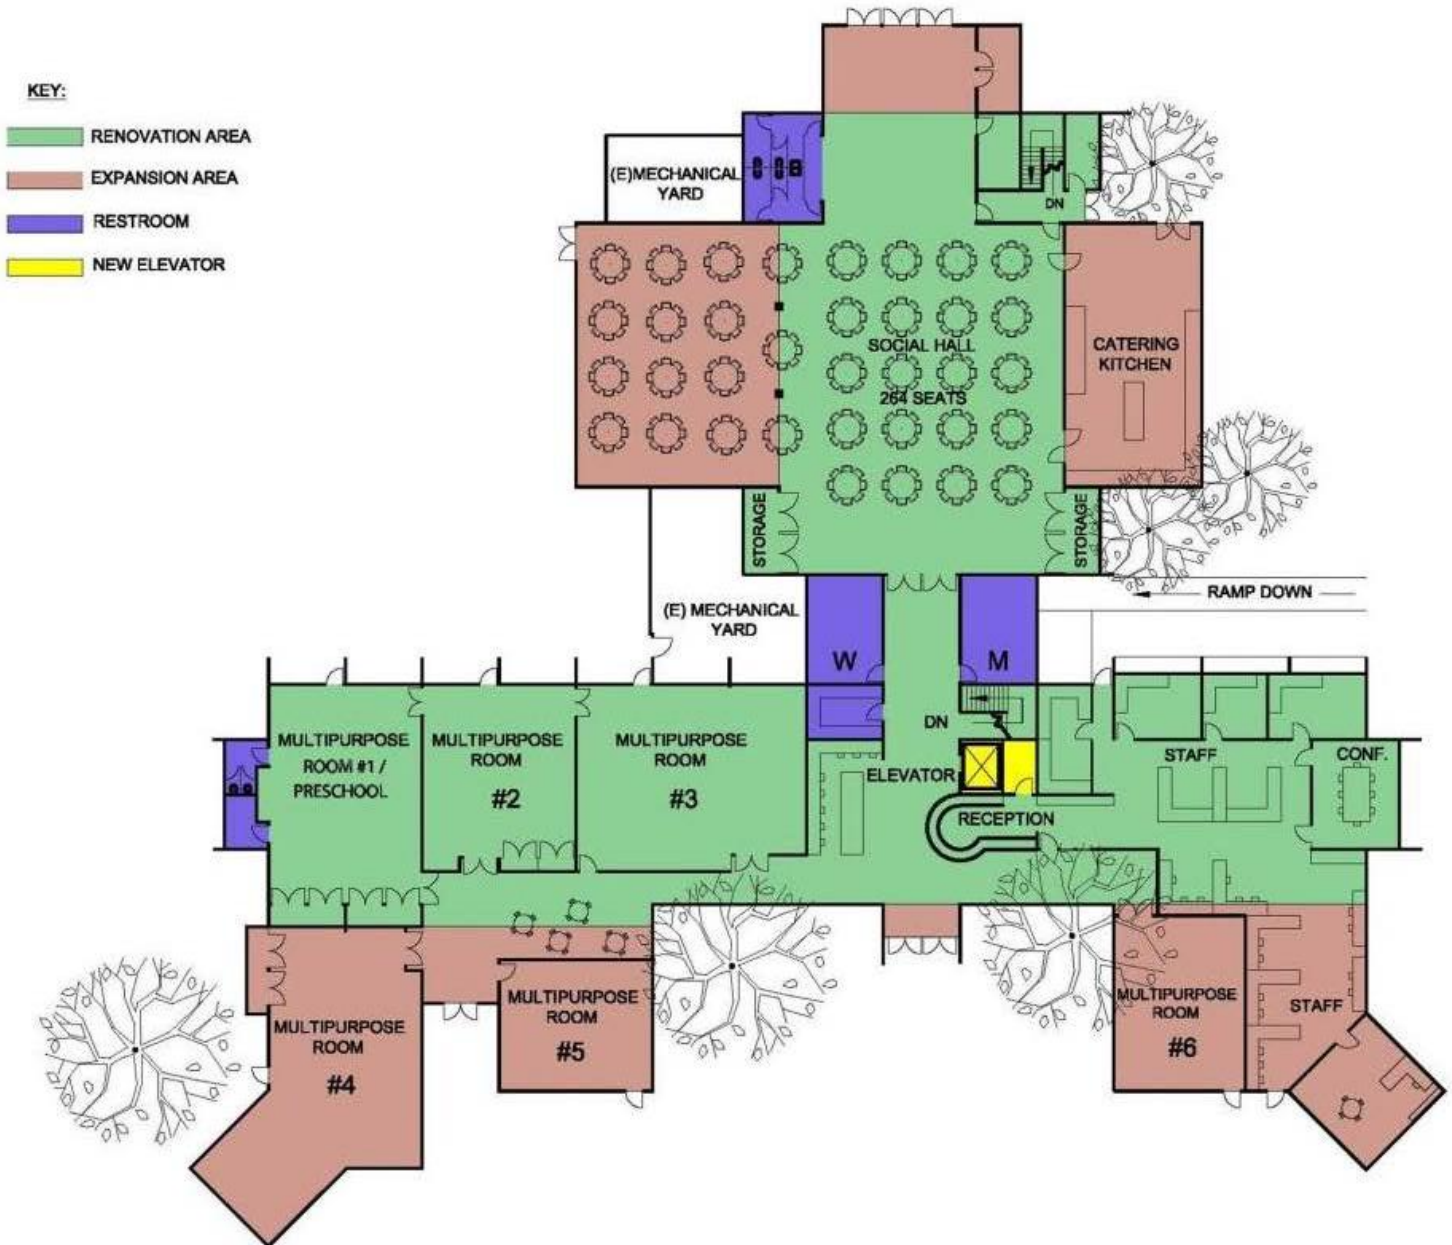 KEY:
RENOVATION AREA
EXPANSION AREA
RESTROOM
NEW ELEVATOR
(E)MECHANICAL
YARD
DN
SOCIAL HALL
264 SEATS
CATERING
KITCHEN
STORAGE
STORAGE
(E) MECHANICAL
YARD
RAMP DOWN
W
M
DN
ELEVATOR
RECEPTION
STAFF
CONF.
MULTIPURPOSE
ROOM #1 /
PRESCHOOL
MULTIPURPOSE
ROOM
#2
MULTIPURPOSE
ROOM
#3
MULTIPURPOSE
ROOM
#4
MULTIPURPOSE
ROOM
#5
MULTIPURPOSE
ROOM
#6
STAFF